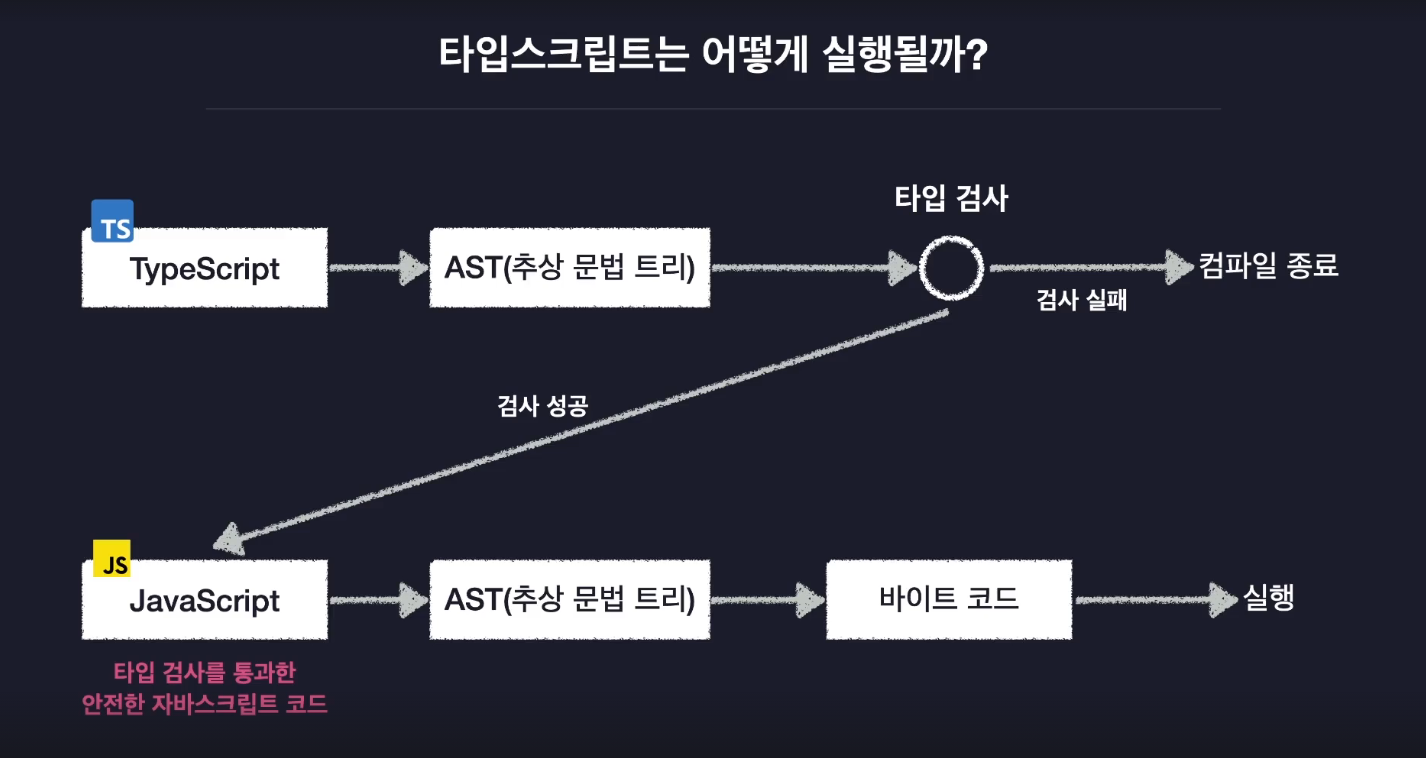 타입스크립트는 어떻게 실행될까?
타입 검사
TS
TypeScript
AST(추상 문법 트리)
컴파일 종료
검사 실패
검사 성공
JS
JavaScript
AST(추상 문법 트리)
바이트 코드
실행
타입 검사를 통과한
안전한 자바스크립트 코드